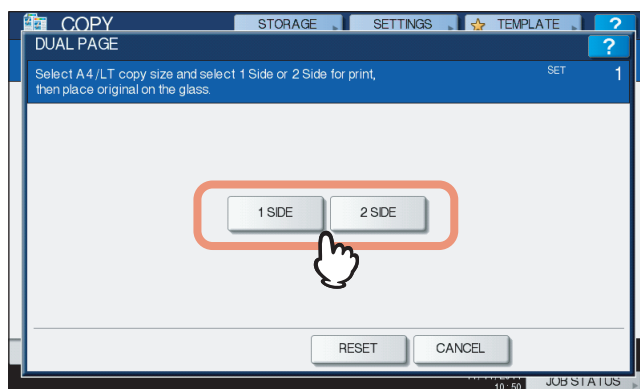 COPY STORAGE SETTINGS TEMPLATE ?
DUAL PAGE ?
Select A4/LT copy size and select 1 Side or 2 Side for print, SET 1
then place original on the glass.
1 SIDE 2 SIDE
RESET CANCEL
10:50 JOB STATUS